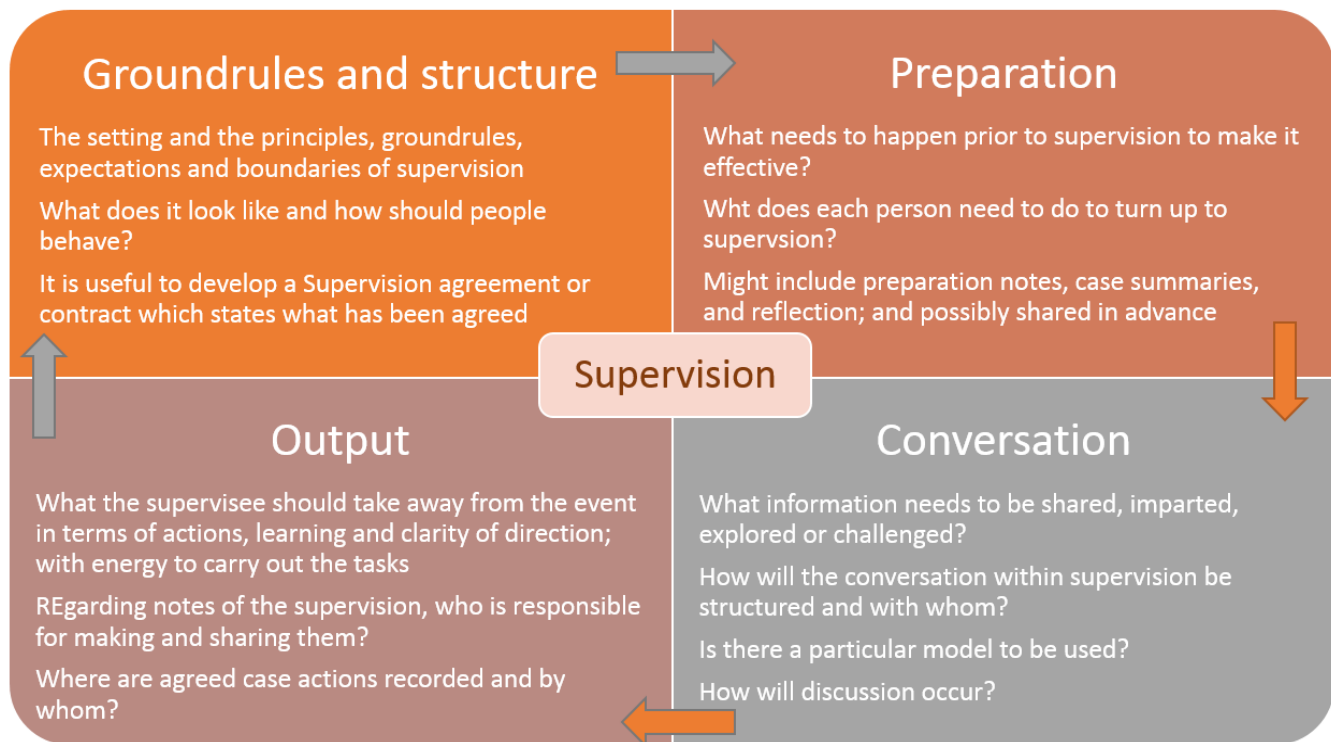 Groundrules and structure
The setting and the principles, groundrules,
expectations and boundaries of supervision
What does it look like and how should people
behave?
It is useful to develop a Supervision agreement or
contract which states what has been agreed
Preparation
What needs to happen prior to supervision to make it
effective?
Wht does each person need to do to turn up to
supervsion?
Might include preparation notes, case summaries,
and reflection; and possibly shared in advance
Supervision
Output
What the supervisee should take away from the event
in terms of actions, learning and clarity of direction;
with energy to carry out the tasks
REgarding notes of the supervision, who is responsible
for making and sharing them?
Where are agreed case actions recorded and by
whom?
Conversation
What information needs to be shared, imparted,
explored or challenged?
How will the conversation within supervision be
structured and with whom?
Is there a particular model to be used?
How will discussion occur?